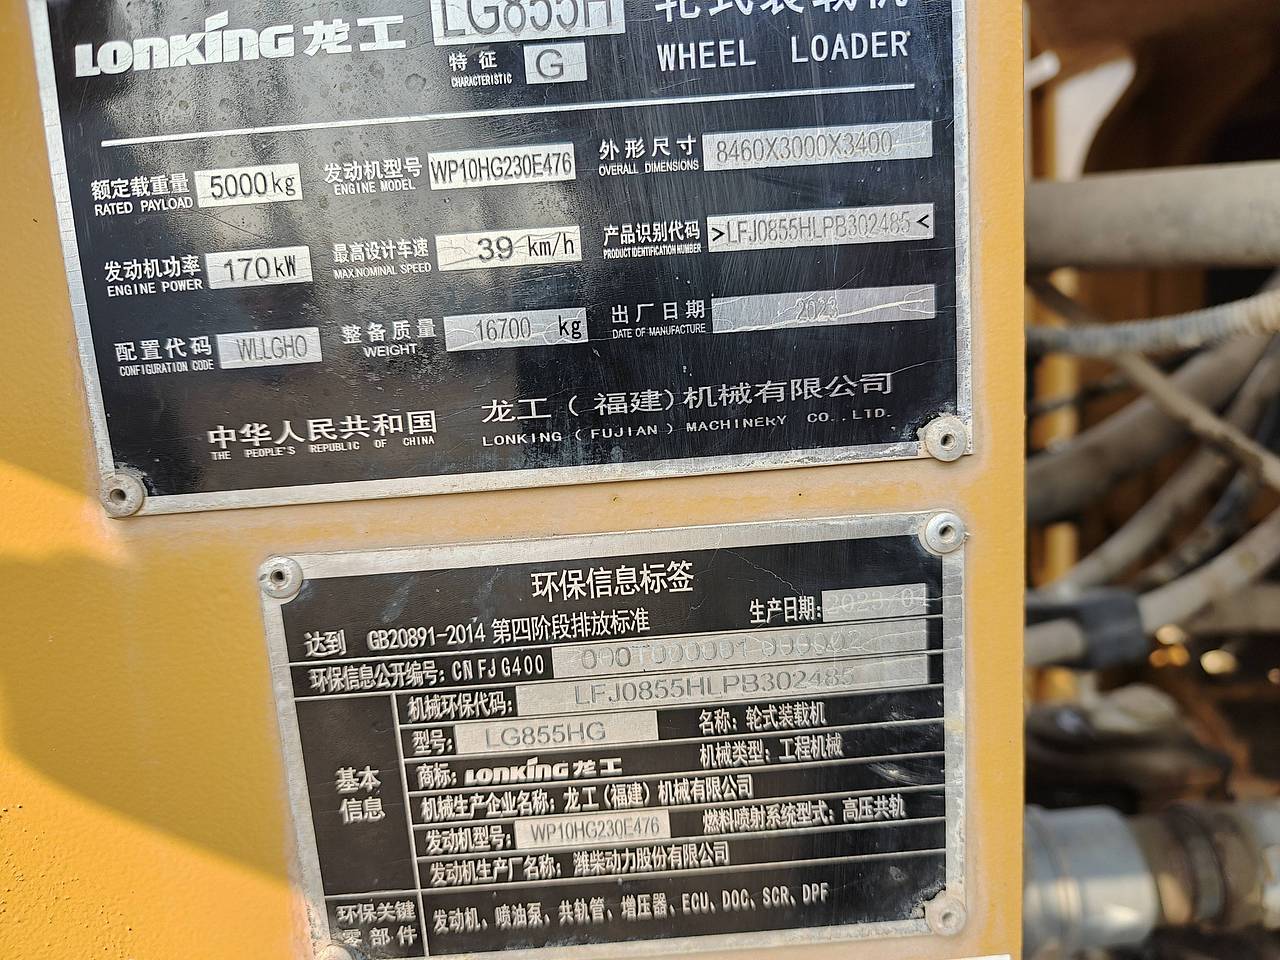 LONKING 龙工
LG855H
轮式装载机
特征
CHARACTERISTIC
G
WHEEL LOADER
额定载重量
RATED PAYLOAD
5000kg
发动机型号
ENGINE MODEL
WP10HG230E476
外形尺寸
OVERALL DIMENSIONS
8460X3000X3400
发动机功率
ENGINE POWER
170kW
最高设计车速
MAX.NOMINAL SPEED
39 km/h
产品识别代码
PRODUCT IDENTIFICATION NUMBER
>LFJ0855HLPB302485<
配置代码
CONFIGURATION CODE
WLLGHO
整备质量
WEIGHT
16700 kg
出厂日期
DATE OF MANUFACTURE
2023
中华人民共和国
THE PEOPLE'S REPUBLIC OF CHINA
龙工(福建)机械有限公司
LONKING (FUJIAN) MACHINERY CO.,LTD.
环保信息标签
达到 GB20891-2014 第四阶段排放标准
生产日期: 2023/01
环保信息公开编号: CN FJ G400 000T000001 000002
基本信息
机械环保代码: LFJ0855HLPB302485
型号: LG855HG
名称: 轮式装载机
商标: LONKING 龙工
机械类型: 工程机械
机械生产企业名称: 龙工(福建)机械有限公司
发动机型号: WP10HG230E476
燃料喷射系统型式: 高压共轨
发动机生产厂名称: 潍柴动力股份有限公司
环保关键零部件
发动机、喷油泵、共轨管、增压器、ECU、DOC、SCR、DPF